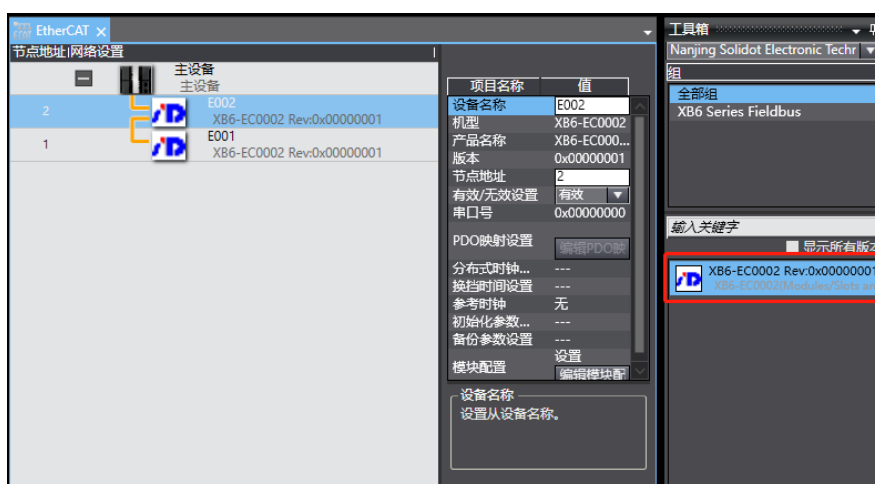 EtherCAT ×
节点地址|网络设置
主设备
主设备
2
E002
XB6-EC0002 Rev:0x00000001
1
E001
XB6-EC0002 Rev:0x00000001
项目名称 值
设备名称 E002
机型 XB6-EC0002
产品名称 XB6-EC000...
版本 0x00000001
节点地址 2
有效/无效设置 有效
串口号 0x00000000
PDO映射设置 编辑PDO映
分布式时钟... ---
换挡时间设置 ---
参考时钟 无
初始化参数... ---
备份参数设置 ---
模块配置 设置
编辑模块配
设备名称
设置从设备名称。
工具箱
Nanjing Solidot Electronic Techr
组
全部组
XB6 Series Fieldbus
输入关键字
显示所有版本
XB6-EC0002 Rev:0x00000001
XB6-EC0002(Modules/Slots an